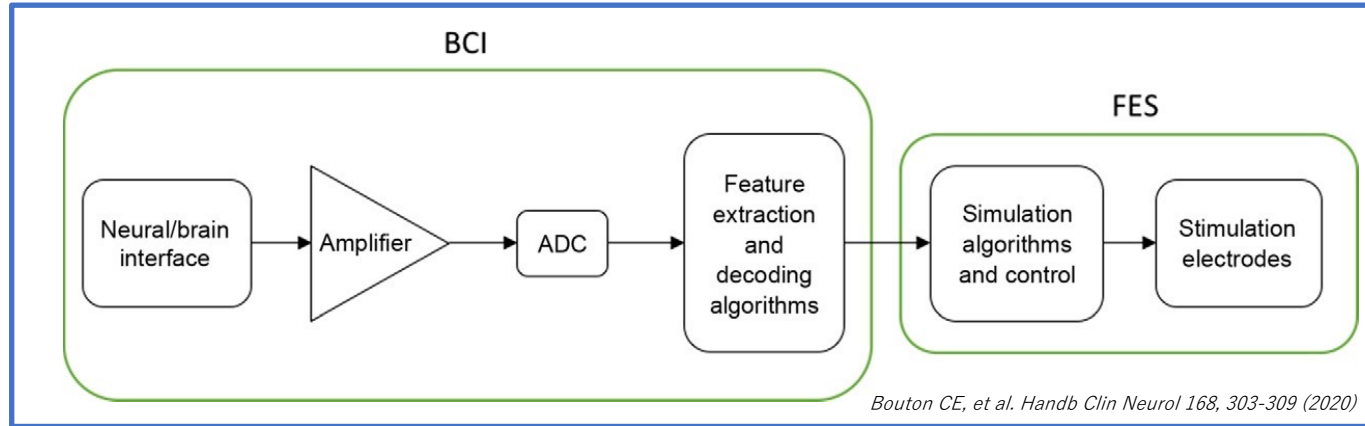 BCI
FES
Neural/brain
interface
Amplifier
ADC
Feature
extraction
and
decoding
algorithms
Simulation
algorithms
and control
Stimulation
electrodes
Bouton CE, et al. Handb Clin Neurol 168, 303-309 (2020)